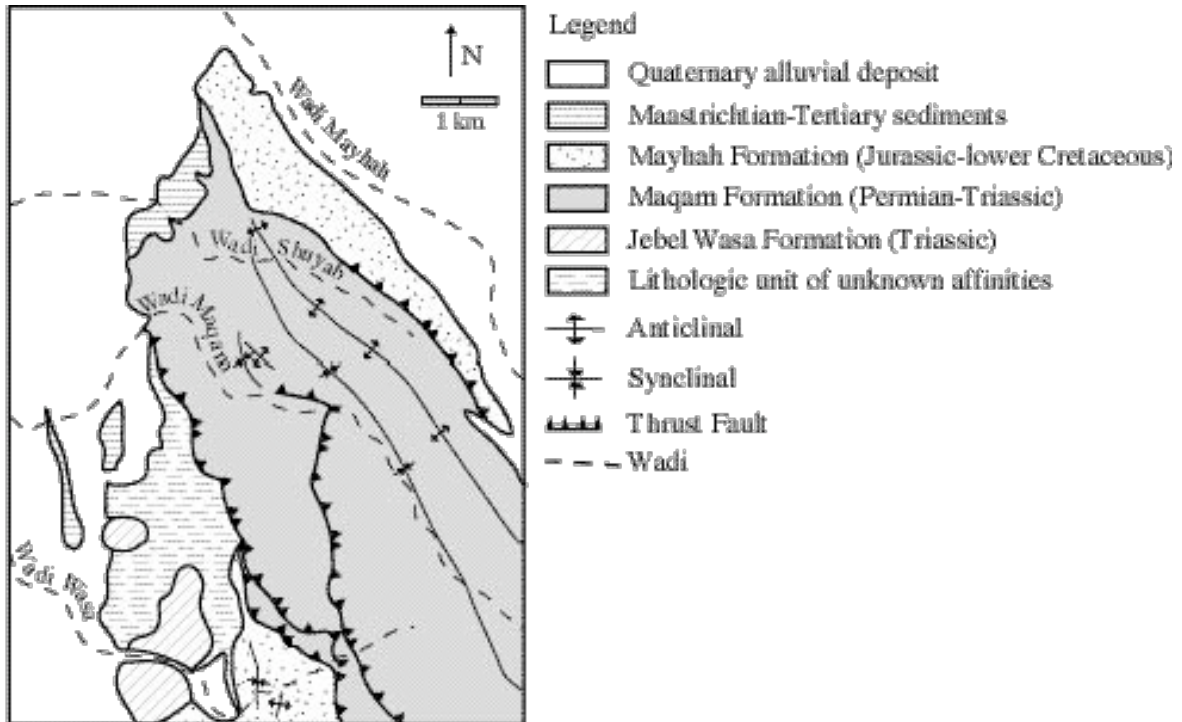 N
1 km
Wadi Mayhah
Wadi Shuyah
Wadi Maqam
Wadi Wasa
Legend
Quaternary alluvial deposit
Maastrichtian-Tertiary sediments
Mayhah Formation (Jurassic-lower Cretaceous)
Maqam Formation (Permian-Triassic)
Jebel Wasa Formation (Triassic)
Lithologic unit of unknown affinities
Anticlinal
Synclinal
Thrust Fault
Wadi